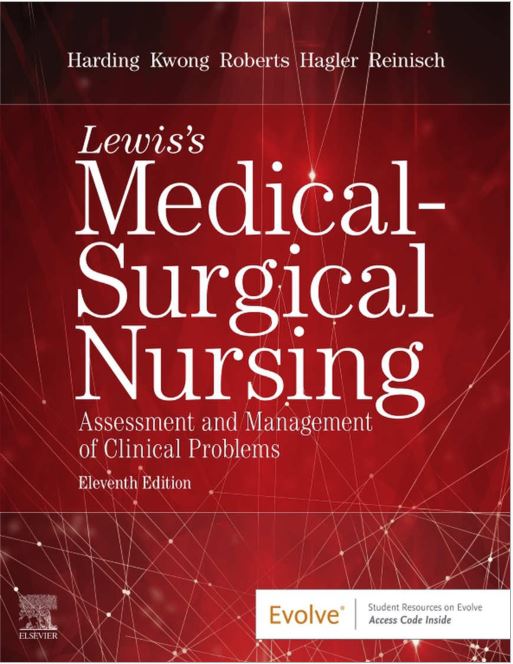 Harding Kwong Roberts Hagler Reinisch
Lewis's
Medical-
Surgical
Nursing
Assessment and Management
of Clinical Problems
Eleventh Edition
ELSEVIER
Evolve®
Student Resources on Evolve
Access Code Inside